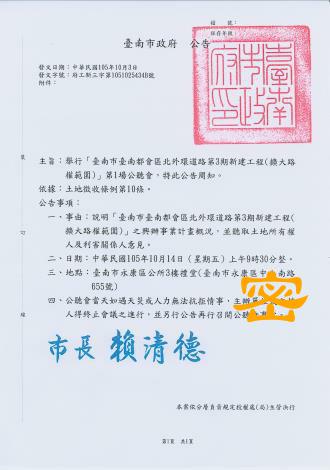 檔　號：
保存年限：
臺南市政府　公告
發文日期：中華民國105年10月3日
發文字號：府工新三字第1051025434B號
附件：
臺南市政府印
主旨：舉行「臺南市臺南都會區北外環道路第3期新建工程(擴大路
權範圍)」第1場公聽會，特此公告周知。
依據：土地徵收條例第10條。
公告事項：
一、事由：說明「臺南市臺南都會區北外環道路第3期新建工程(
擴大路權範圍)」之興辦事業計畫概況，並聽取土地所有權
人及利害關係人意見。
二、日期：中華民國105年10月14日（星期五）上午9時30分整。
三、地點：臺南市永康區公所3樓禮堂(臺南市永康區中山南路
655號)
四、公聽會當天如遇天災或人力無法抗拒情事，主辦
人得終止會議之進行，並另行公告再行召開公聽
密
市長 賴清德
本案依分層負責規定授權處(局)主管決行
第1頁　共1頁
裝
訂
線